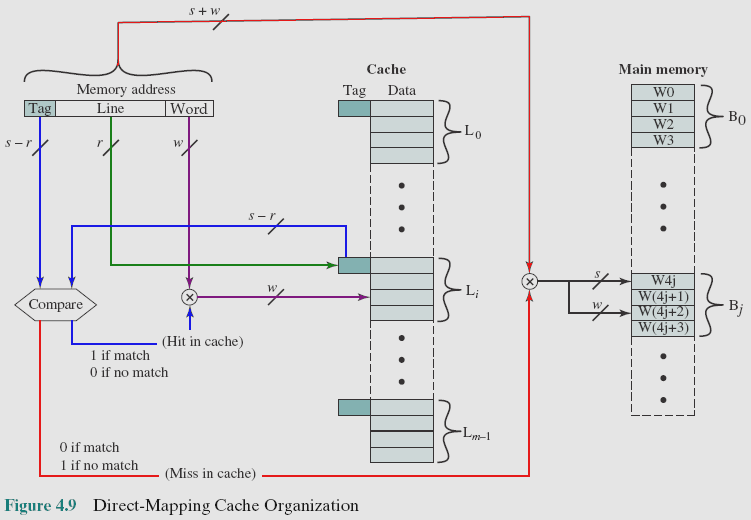 s + w
Cache
Main memory
Memory address
Tag Data
Tag Line Word
W0
W1
W2
W3
B0
L0
s – r
r
w
s – r
Compare
w
Li
s
w
W4j
W(4j+1)
W(4j+2)
W(4j+3)
Bj
(Hit in cache)
1 if match
0 if no match
Lm–1
0 if match
1 if no match
(Miss in cache)
Figure 4.9 Direct-Mapping Cache Organization